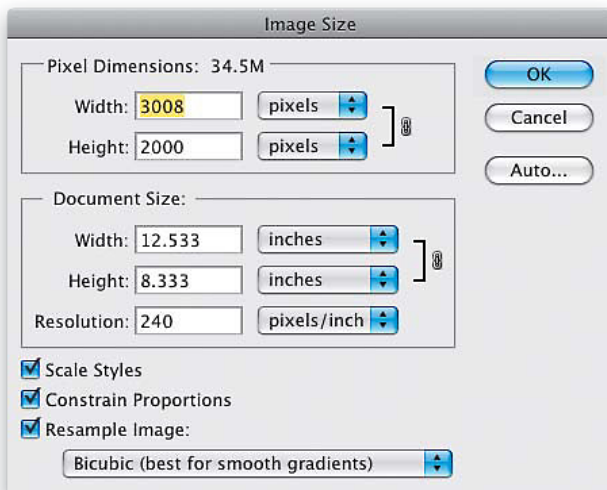 Image Size
Pixel Dimensions: 34.5M
Width: 3008 pixels
Height: 2000 pixels
OK
Cancel
Auto...
Document Size:
Width: 12.533 inches
Height: 8.333 inches
Resolution: 240 pixels/inch
Scale Styles
Constrain Proportions
Resample Image:
Bicubic (best for smooth gradients)